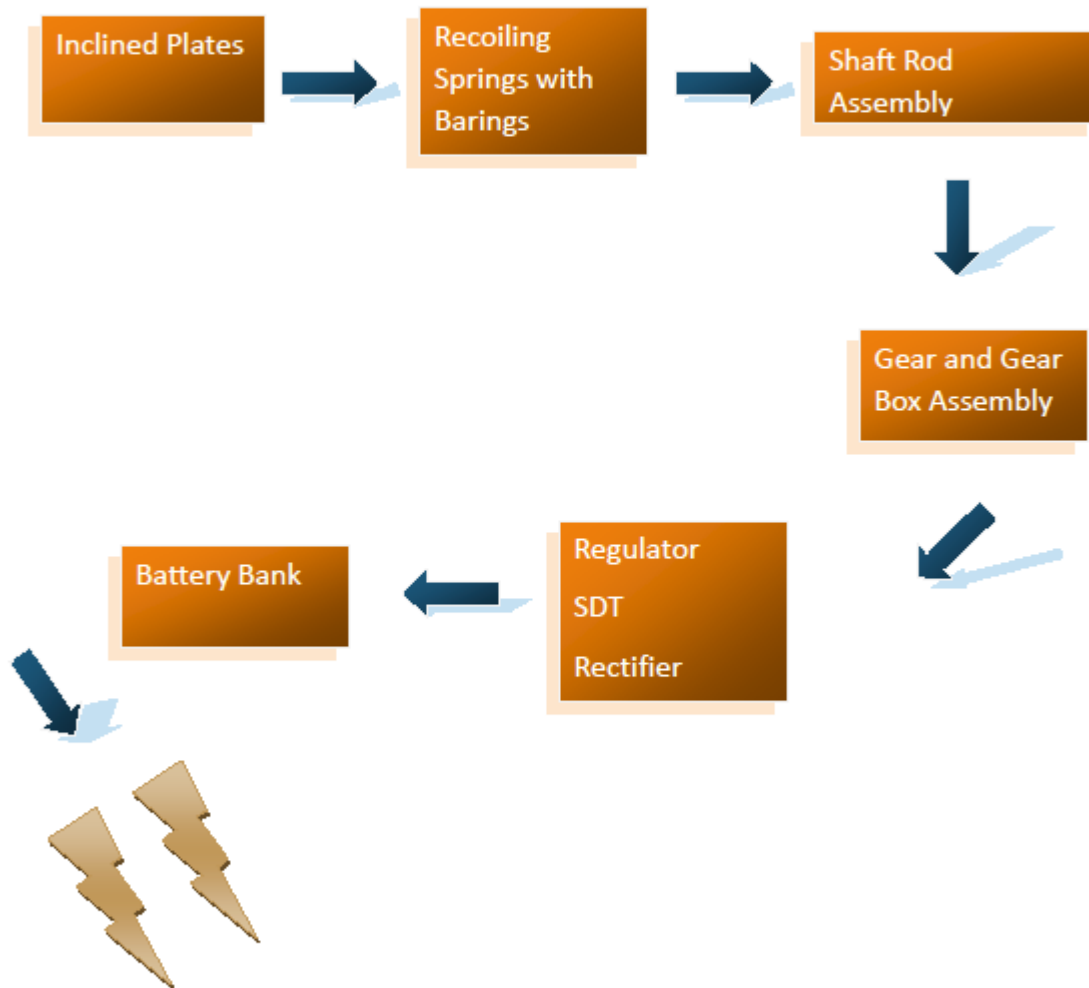 Inclined Plates
Recoiling
Springs with
Barings
Shaft Rod
Assembly
Gear and Gear
Box Assembly
Regulator
SDT
Rectifier
Battery Bank